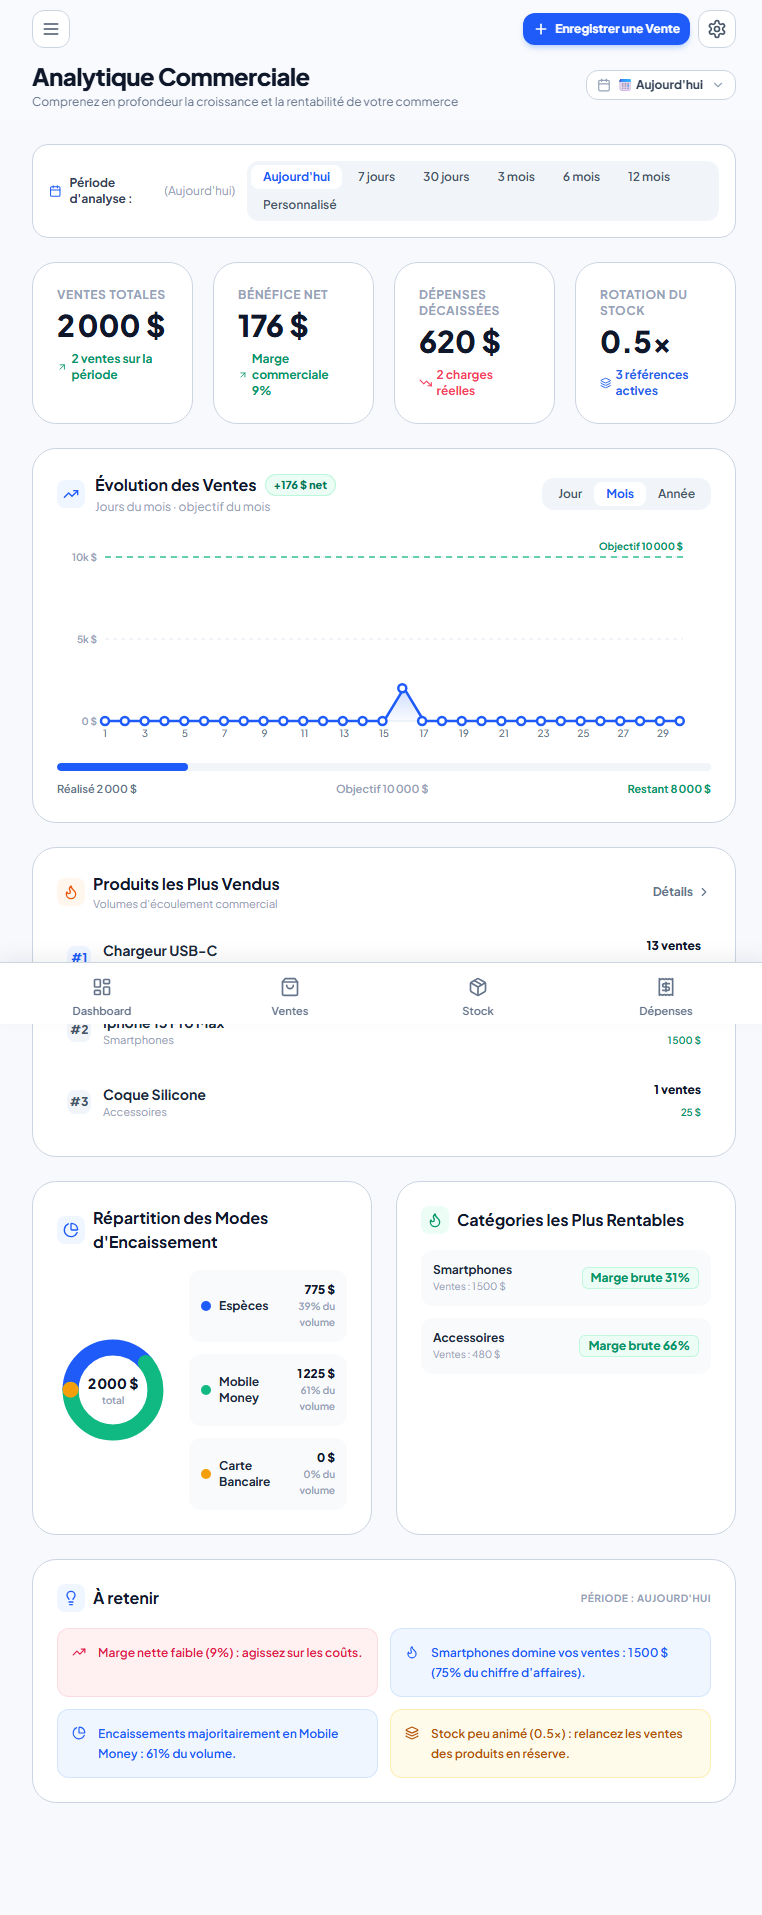 Enregistrer une Vente
Analytique Commerciale
Comprenez en profondeur la croissance et la rentabilité de votre commerce
Aujourd'hui
Période
d'analyse :
(Aujourd'hui)
Aujourd'hui 7 jours 30 jours 3 mois 6 mois 12 mois
Personnalisé
VENTES TOTALES
2 000 $
2 ventes sur la
période
BÉNÉFICE NET
176 $
Marge
commerciale
9%
DÉPENSES
DÉCAISSÉES
620 $
2 charges
réelles
ROTATION DU
STOCK
0.5×
3 références
actives
Évolution des Ventes +176 $ net
Jours du mois · objectif du mois
Jour Mois Année
Objectif 10 000 $
10k $
5k $
0 $
1 3 5 7 9 11 13 15 17 19 21 23 25 27 29
Réalisé 2 000 $ Objectif 10 000 $ Restant 8 000 $
Produits les Plus Vendus
Volumes d'écoulement commercial
Détails
#1 Chargeur USB-C 13 ventes
Dashboard Ventes Stock Dépenses
#2
Smartphones 1 500 $
#3 Coque Silicone 1 ventes
Accessoires 25 $
Répartition des Modes
d'Encaissement
2 000 $
total
Espèces
775 $
39% du
volume
Mobile
Money
1 225 $
61% du
volume
Carte
Bancaire
0 $
0% du
volume
Catégories les Plus Rentables
Smartphones
Ventes : 1 500 $
Marge brute 31%
Accessoires
Ventes : 480 $
Marge brute 66%
À retenir
PÉRIODE : AUJOURD'HUI
Marge nette faible (9%) : agissez sur les coûts.
Smartphones domine vos ventes : 1 500 $
(75% du chiffre d'affaires).
Encaissements majoritairement en Mobile
Money : 61% du volume.
Stock peu animé (0.5×) : relancez les ventes
des produits en réserve.